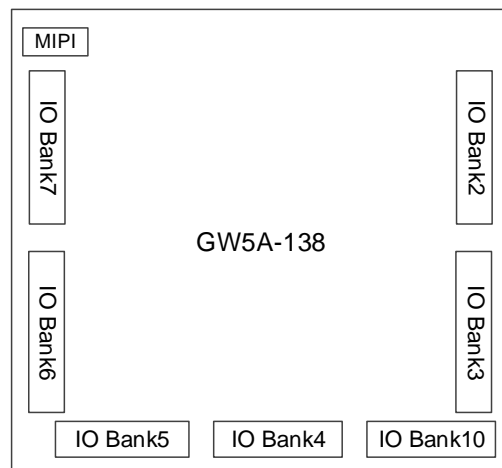 MIPI
IO Bank7
IO Bank2
GW5A-138
IO Bank6
IO Bank3
IO Bank5
IO Bank4
IO Bank10